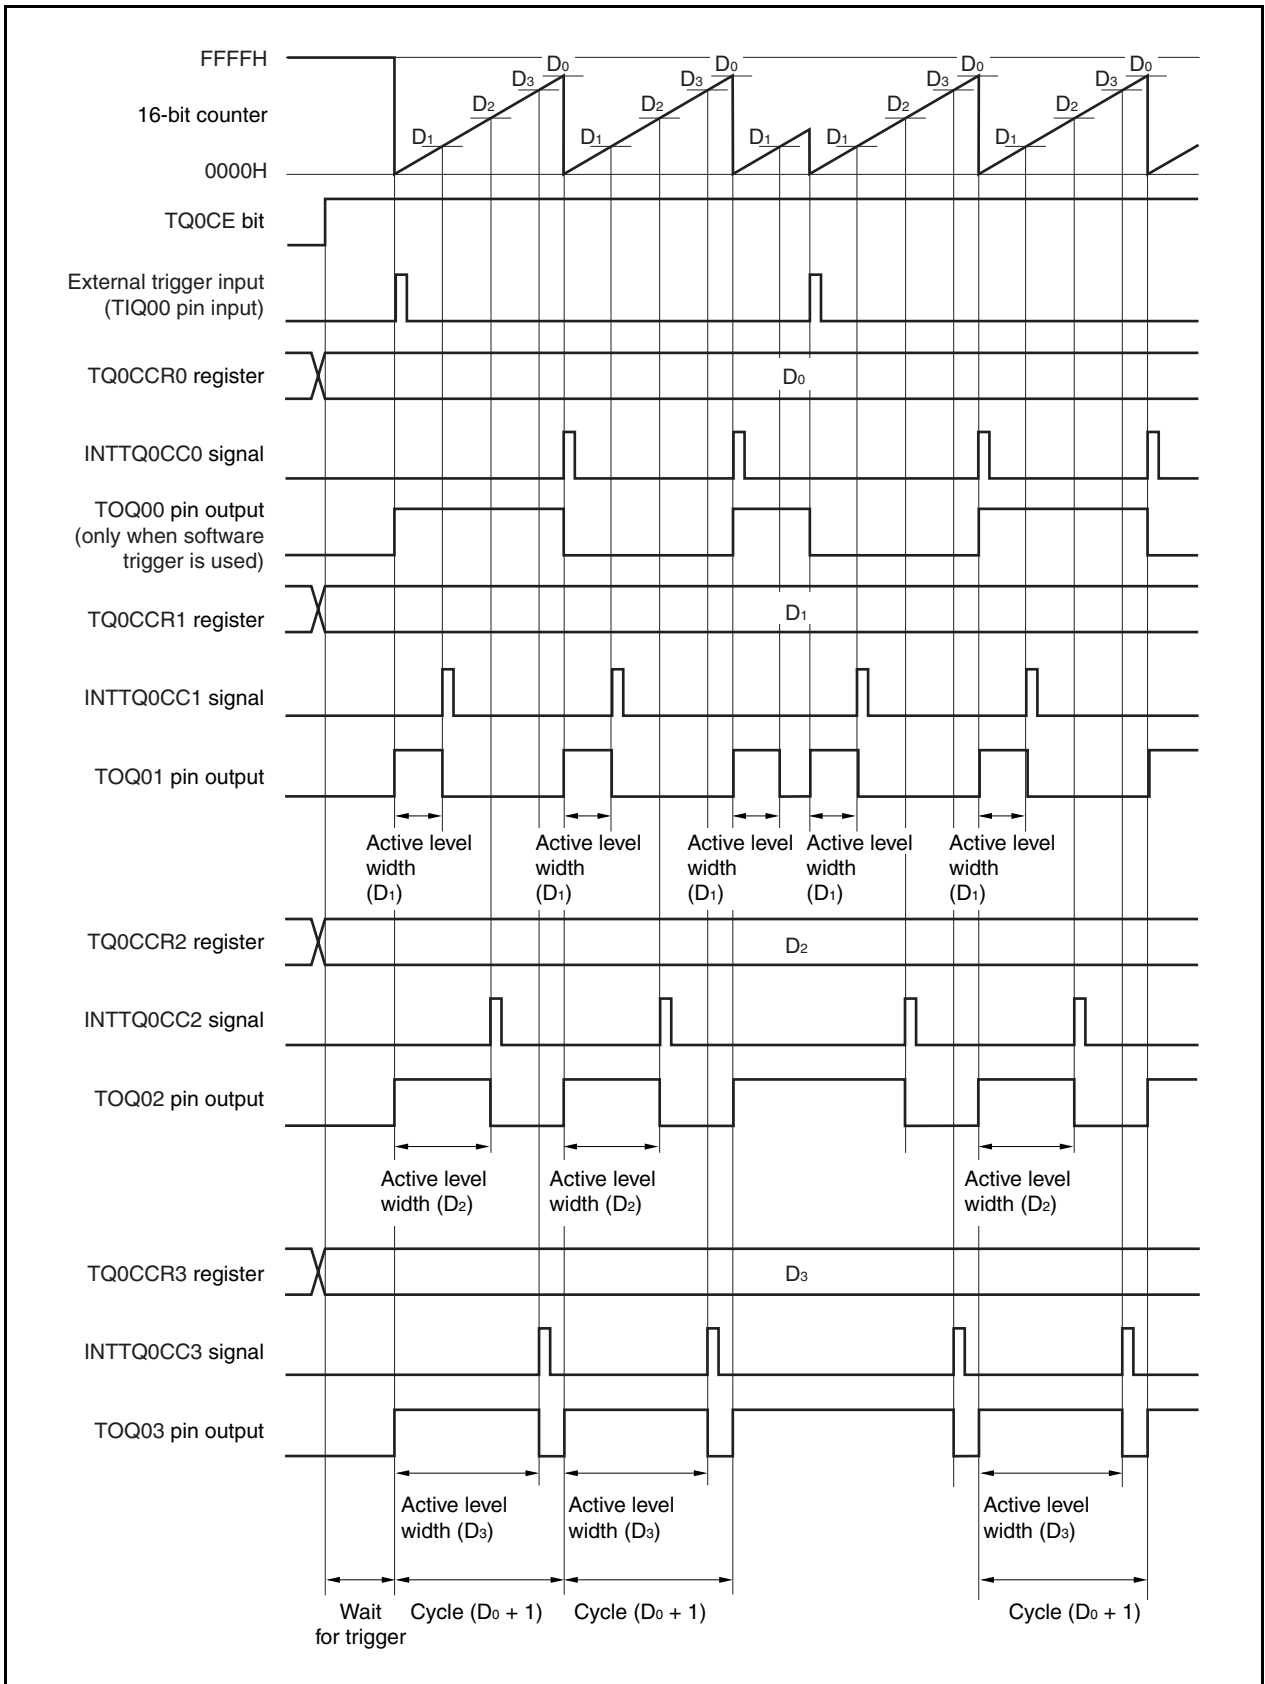 FFFFH
D0 D0 D0 D0
D3 D3 D3 D3
D2 D2 D2 D2
16-bit counter
D1 D1 D1 D1 D1
0000H
TQ0CE bit
External trigger input
(TIQ00 pin input)
TQ0CCR0 register
D0
INTTQ0CC0 signal
TOQ00 pin output
(only when software
trigger is used)
TQ0CCR1 register
D1
INTTQ0CC1 signal
TOQ01 pin output
Active level
width
(D1)
Active level
width
(D1)
Active level
width
(D1)
Active level
width
(D1)
Active level
width
(D1)
TQ0CCR2 register
D2
INTTQ0CC2 signal
TOQ02 pin output
Active level
width (D2)
Active level
width (D2)
Active level
width (D2)
TQ0CCR3 register
D3
INTTQ0CC3 signal
TOQ03 pin output
Active level
width (D3)
Active level
width (D3)
Active level
width (D3)
Wait
for trigger
Cycle (D0 + 1)
Cycle (D0 + 1)
Cycle (D0 + 1)